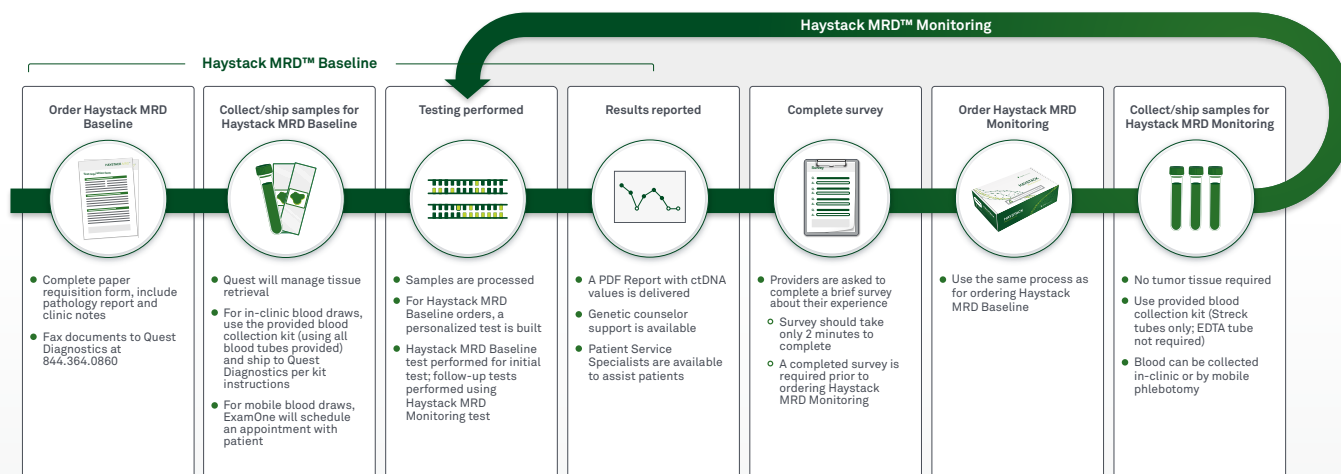 Haystack MRD™ Monitoring
Haystack MRD™ Baseline
Order Haystack MRD
Baseline
HAYSTACK
● Complete paper
requisition form, include
pathology report and
clinic notes
● Fax documents to Quest
Diagnostics at
844.364.0860
Collect/ship samples for
Haystack MRD Baseline
● Quest will manage tissue
retrieval
● For in-clinic blood draws,
use the provided blood
collection kit (using all
blood tubes provided)
and ship to Quest
Diagnostics per kit
instructions
● For mobile blood draws,
ExamOne will schedule
an appointment with
patient
Testing performed
● Samples are processed
● For Haystack MRD
Baseline orders, a
personalized test is built
● Haystack MRD Baseline
test performed for initial
test; follow-up tests
performed using
Haystack MRD
Monitoring test
Results reported
● A PDF Report with ctDNA
values is delivered
● Genetic counselor
support is available
● Patient Service
Specialists are available
to assist patients
Complete survey
Survey
● Providers are asked to
complete a brief survey
about their experience
○ Survey should take
only 2 minutes to
complete
○ A completed survey is
required prior to
ordering Haystack
MRD Monitoring
Order Haystack MRD
Monitoring
HAYSTACK
HAYSTACK
● Use the same process as
for ordering Haystack
MRD Baseline
Collect/ship samples for
Haystack MRD Monitoring
● No tumor tissue required
● Use provided blood
collection kit (Streck
tubes only; EDTA tube
not required)
● Blood can be collected
in-clinic or by mobile
phlebotomy